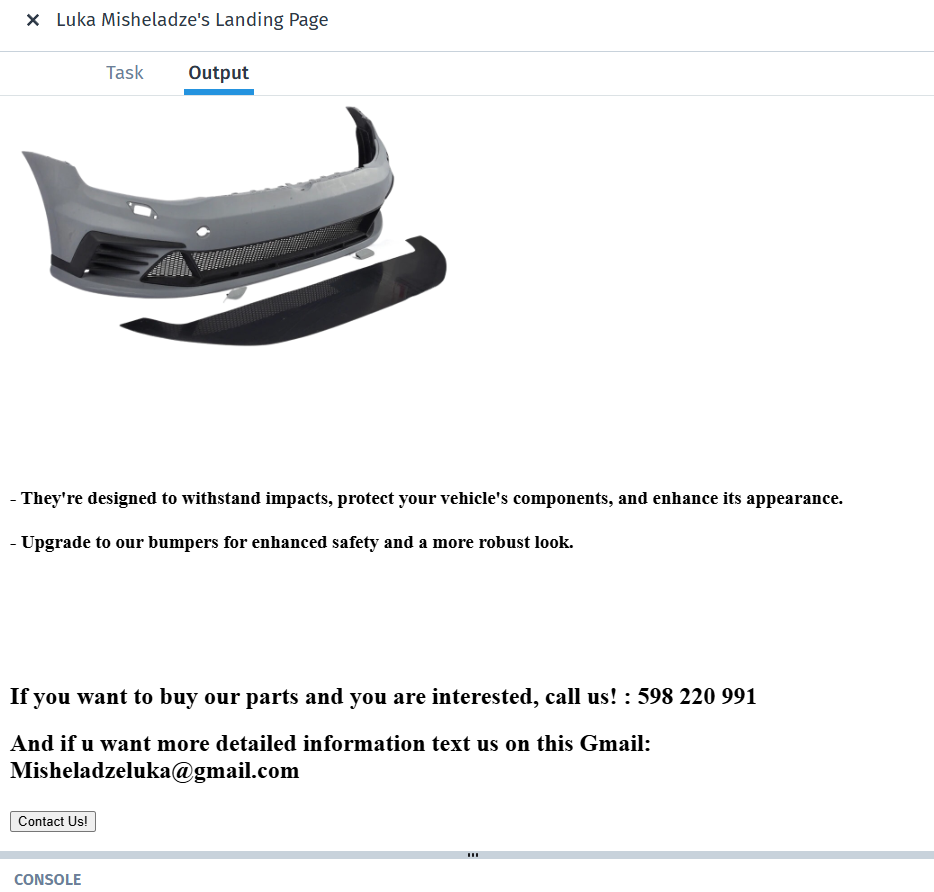 ✕ Luka Misheladze's Landing Page
Task Output
- They're designed to withstand impacts, protect your vehicle's components, and enhance its appearance.
- Upgrade to our bumpers for enhanced safety and a more robust look.
If you want to buy our parts and you are interested, call us! : 598 220 991
And if u want more detailed information text us on this Gmail:
Misheladzeluka@gmail.com
Contact Us!
CONSOLE